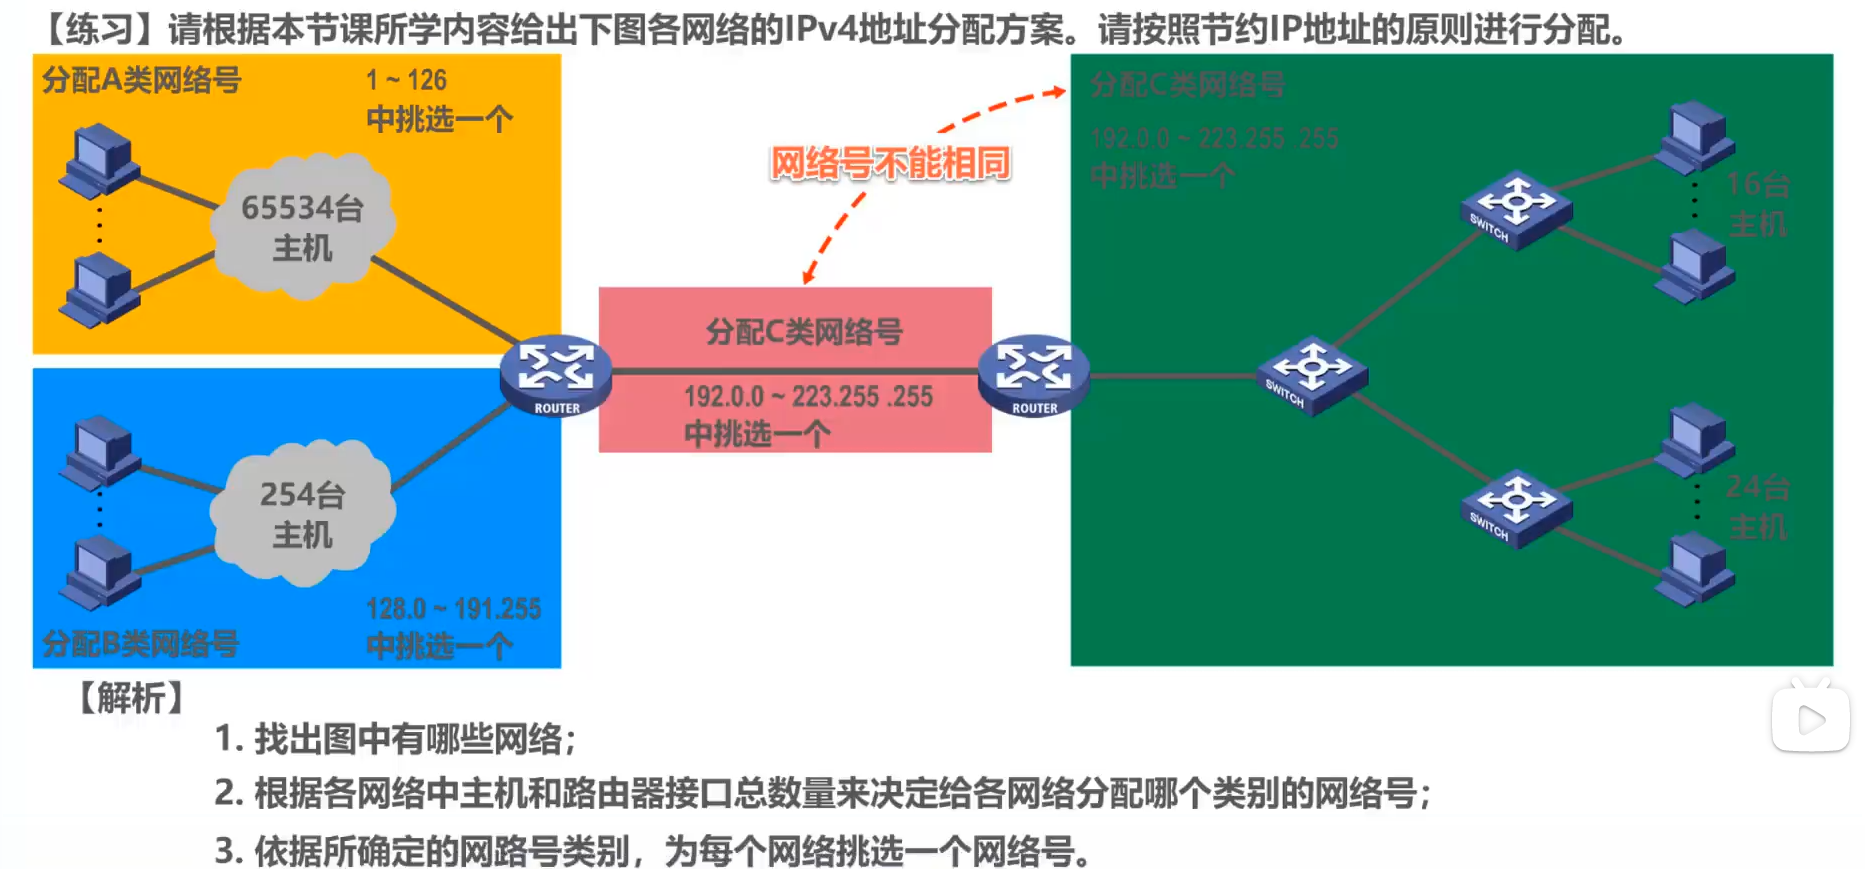 【练习】请根据本节课所学内容给出下图各网络的IPv4地址分配方案。请按照节约IP地址的原则进行分配。
分配A类网络号
1 ~ 126
中挑选一个
65534台
主机
254台
主机
128.0 ~ 191.255
中挑选一个
分配B类网络号
ROUTER
网络号不能相同
分配C类网络号
192.0.0 ~ 223.255 .255
中挑选一个
ROUTER
分配C类网络号
192.0.0 ~ 223.255 .255
中挑选一个
SWITCH
SWITCH
SWITCH
16台
主机
24台
主机
【解析】
1. 找出图中有哪些网络；
2. 根据各网络中主机和路由器接口总数量来决定给各网络分配哪个类别的网络号；
3. 依据所确定的网路号类别，为每个网络挑选一个网络号。